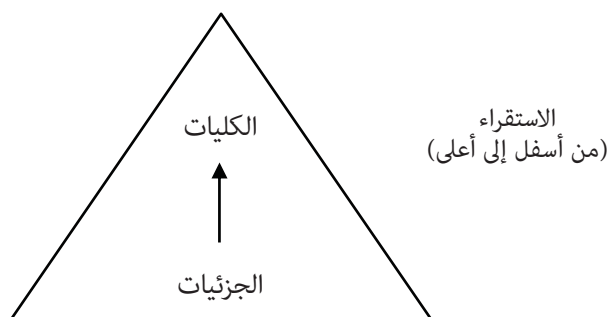 الاستقراء
(من أسفل إلى أعلى)
الكليات
الجزئيات